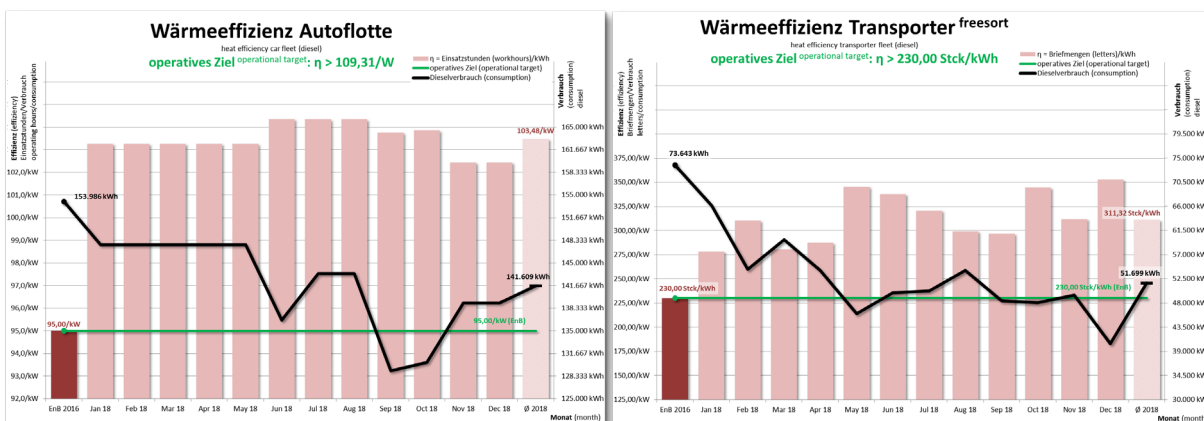 Wärmeeffizienz Autoflotte
heat efficiency car fleet (diesel)
operatives Ziel operational target: η > 109,31/W
η = Einsatzstunden (workhours)/kWh
operatives Ziel (operational target)
Dieselverbrauch (consumption)
Effizienz (effiziency)
Einsatzstunden/Verbrauch
operating hours/consumption
Verbrauch
(consumption)
diesel
102,0/kW
101,0/kW
100,0/kW
99,0/kW
98,0/kW
97,0/kW
96,0/kW
95,0/kW
94,0/kW
93,0/kW
92,0/kW
165.000 kWh
161.667 kWh
158.333 kWh
155.000 kWh
151.667 kWh
148.333 kWh
145.000 kWh
141.667 kWh
138.333 kWh
135.000 kWh
131.667 kWh
128.333 kWh
125.000 kWh
153.986 kWh
103,48/kW
141.609 kWh
95,00/kW
95,00/kW (EnB)
EnB 2016 Jan 18 Feb 18 Mar 18 Apr 18 May 18 Jun 18 Jul 18 Aug 18 Sep 18 Oct 18 Nov 18 Dec 18 Ø 2018
Monat (month)
Wärmeeffizienz Transporter freesort
heat efficiency transporter fleet (diesel)
operatives Ziel operational target: η > 230,00 Stck/kWh
η = Briefmengen (letters)/kWh
operatives Ziel (operational target)
Dieselverbrauch (consumption)
Effizienz (effiziency)
Briefmengen/Verbrauch
letters/consumption
Verbrauch
(consumption)
diesel
375,00/kW
350,00/kW
325,00/kW
300,00/kW
275,00/kW
250,00/kW
225,00/kW
200,00/kW
175,00/kW
150,00/kW
125,00/kW
79.500 kWh
75.000 kW
70.500 kW
66.000 kW
61.500 kW
57.000 kW
52.500 kW
48.000 kW
43.500 kW
39.000 kW
34.500 kW
30.000 kW
73.643 kWh
311,32 Stck/kWh
51.699 kWh
230,00 Stck/kWh
230,00 Stck/kWh (EnB)
EnB 2016 Jan 18 Feb 18 Mar 18 Apr 18 May 18 Jun 18 Jul 18 Aug 18 Sep 18 Oct 18 Nov 18 Dec 18 Ø 2018
Monat (month)